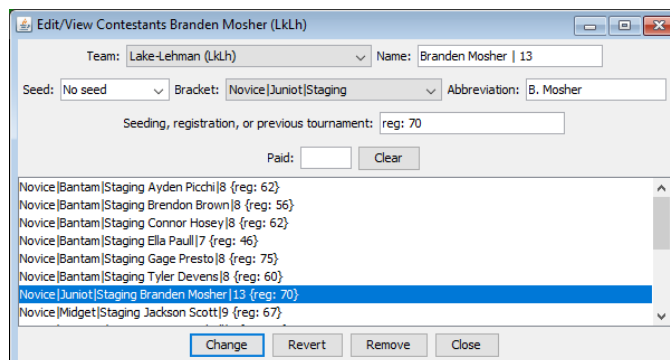 Edit/View Contestants Branden Mosher (LkLh)
Team: Lake-Lehman (LkLh) Name: Branden Mosher | 13
Seed: No seed Bracket: Novice|Juniot|Staging Abbreviation: B. Mosher
Seeding, registration, or previous tournament: reg: 70
Paid: Clear
Novice|Bantam|Staging Ayden Picchi|8 {reg: 62}
Novice|Bantam|Staging Brendon Brown|8 {reg: 56}
Novice|Bantam|Staging Connor Hosey|8 {reg: 62}
Novice|Bantam|Staging Ella Paull|7 {reg: 46}
Novice|Bantam|Staging Gage Presto|8 {reg: 75}
Novice|Bantam|Staging Tyler Devens|8 {reg: 60}
Novice|Juniot|Staging Branden Mosher|13 {reg: 70}
Novice|Midget|Staging Jackson Scott|9 {reg: 67}
Change Revert Remove Close